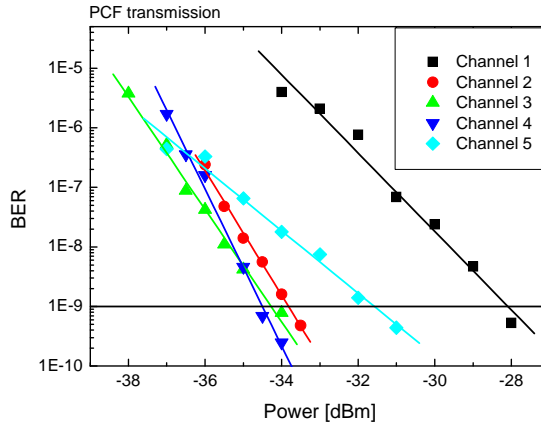 PCF transmission
1E-5
1E-6
1E-7
1E-8
1E-9
1E-10
BER
Channel 1
Channel 2
Channel 3
Channel 4
Channel 5
-38 -36 -34 -32 -30 -28
Power [dBm]